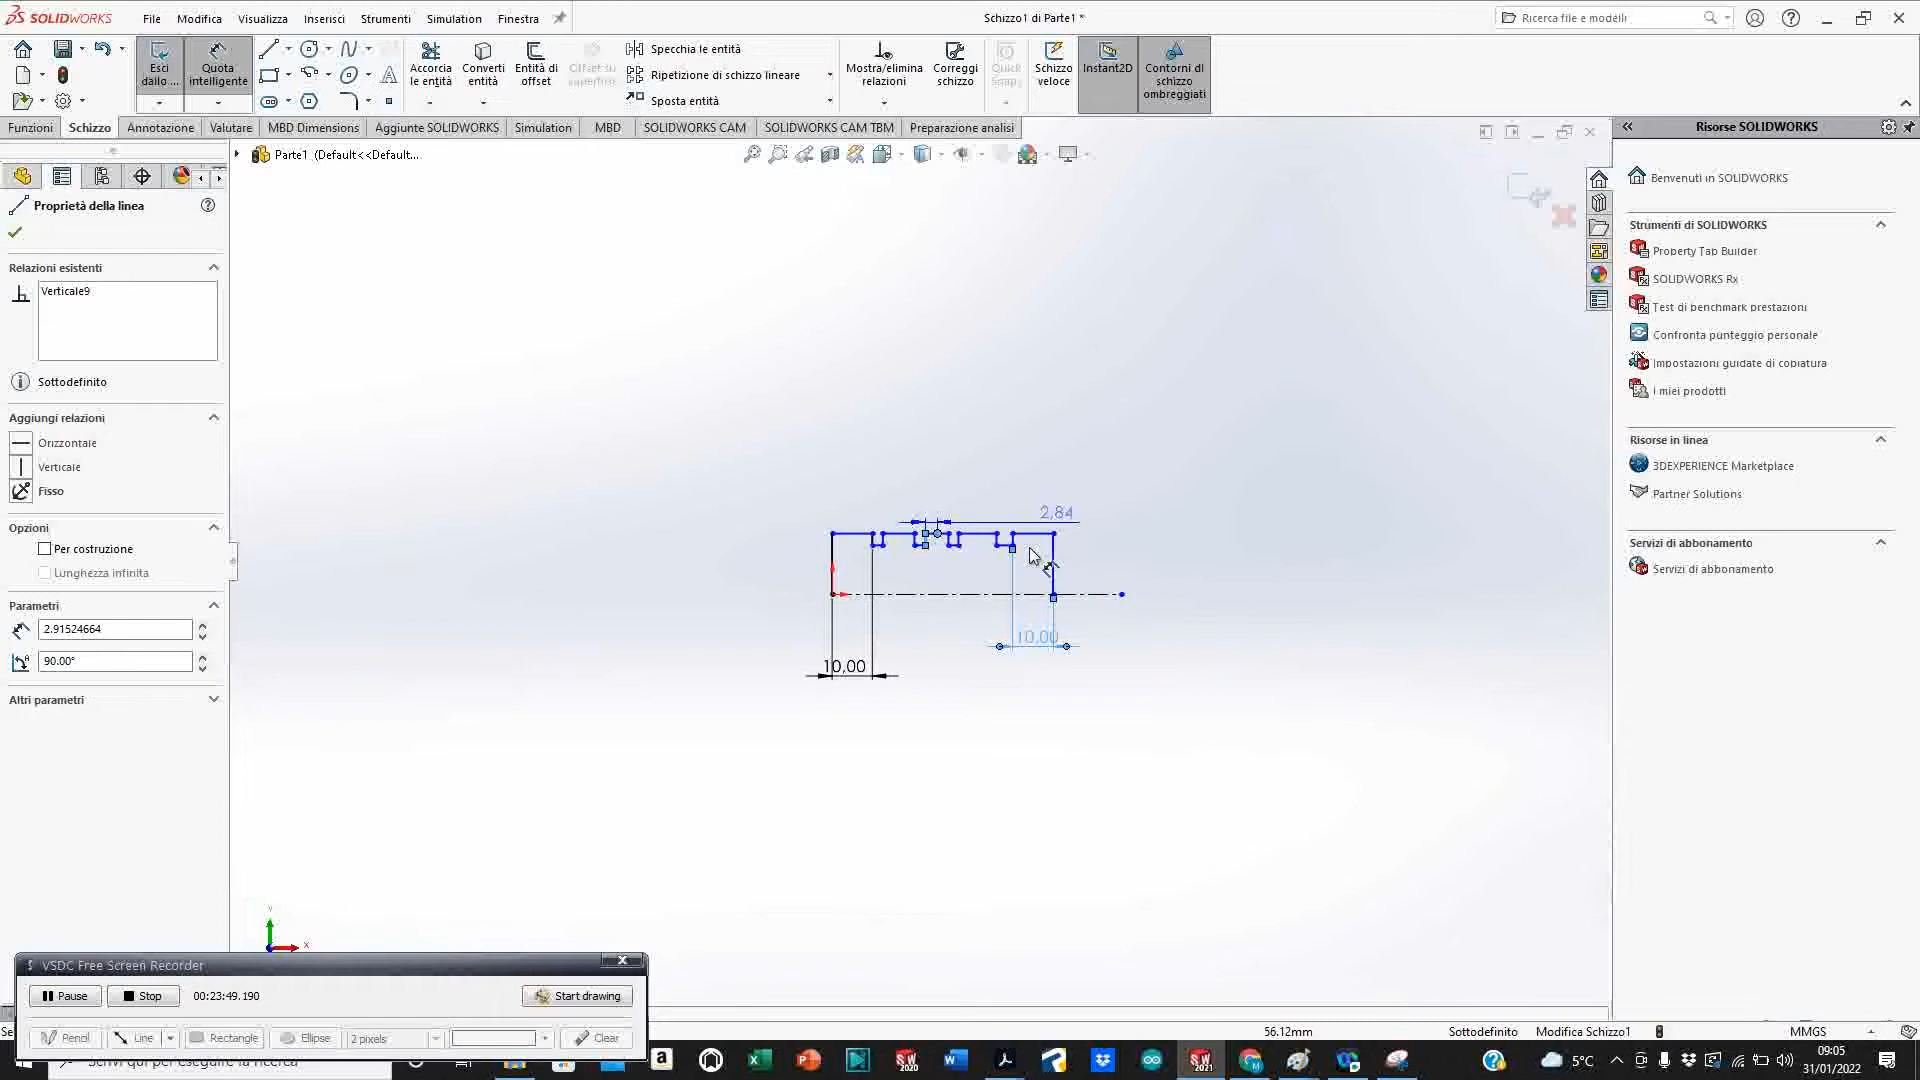 SOLIDWORKS
File
Modifica
Visualizza
Inserisci
Strumenti
Simulation
Finestra
Schizzo1 di Parte1 *
Ricerca file e modelli
Esci dallo ...
Quota intelligente
Accorcia le entità
Converti entità
Entità di offset
Offset su superficie
Specchia le entità
Ripetizione di schizzo lineare
Sposta entità
Mostra/elimina relazioni
Correggi schizzo
Quick Snaps
Schizzo veloce
Instant2D
Contorni di schizzo ombreggiati
Funzioni
Schizzo
Annotazione
Valutare
MBD Dimensions
Aggiunte SOLIDWORKS
Simulation
MBD
SOLIDWORKS CAM
SOLIDWORKS CAM TBM
Preparazione analisi
Parte1 (Default<<Default...
Proprietà della linea
Relazioni esistenti
Verticale9
Sottodefinito
Aggiungi relazioni
Orizzontale
Verticale
Fisso
Opzioni
Per costruzione
Lunghezza infinita
Parametri
2.91524664
90.00°
Altri parametri
2,84
10,00
10,00
Y
X
Risorse SOLIDWORKS
Benvenuti in SOLIDWORKS
Strumenti di SOLIDWORKS
Property Tap Builder
SOLIDWORKS Rx
Test di benchmark prestazioni
Confronta punteggio personale
Impostazioni guidate di copiatura
I miei prodotti
Risorse in linea
3DEXPERIENCE Marketplace
Partner Solutions
Servizi di abbonamento
Servizi di abbonamento
VSDC Free Screen Recorder
Pause
Stop
00:23:49.190
Start drawing
Pencil
Line
Rectangle
Ellipse
2 pixels
Clear
56.12mm
Sottodefinito
Modifica Schizzo1
MMGS
Scrivi qui per eseguire la ricerca
5°C
09:05
31/01/2022